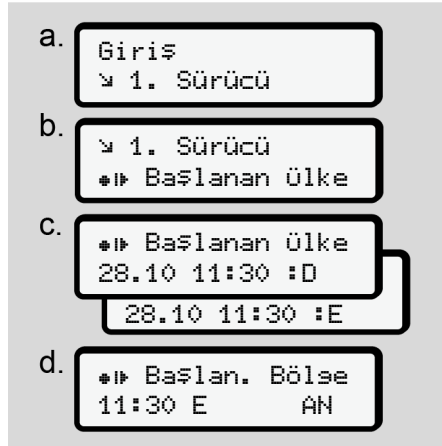 a.
Giriş
↘ 1. Sürücü
b.
↘ 1. Sürücü
●I▶ Başlanan ülke
c.
●I▶ Başlanan ülke
28.10 11:30 :D
28.10 11:30 :E
d.
●I▶ Başlan. Bölge
11:30 E AN